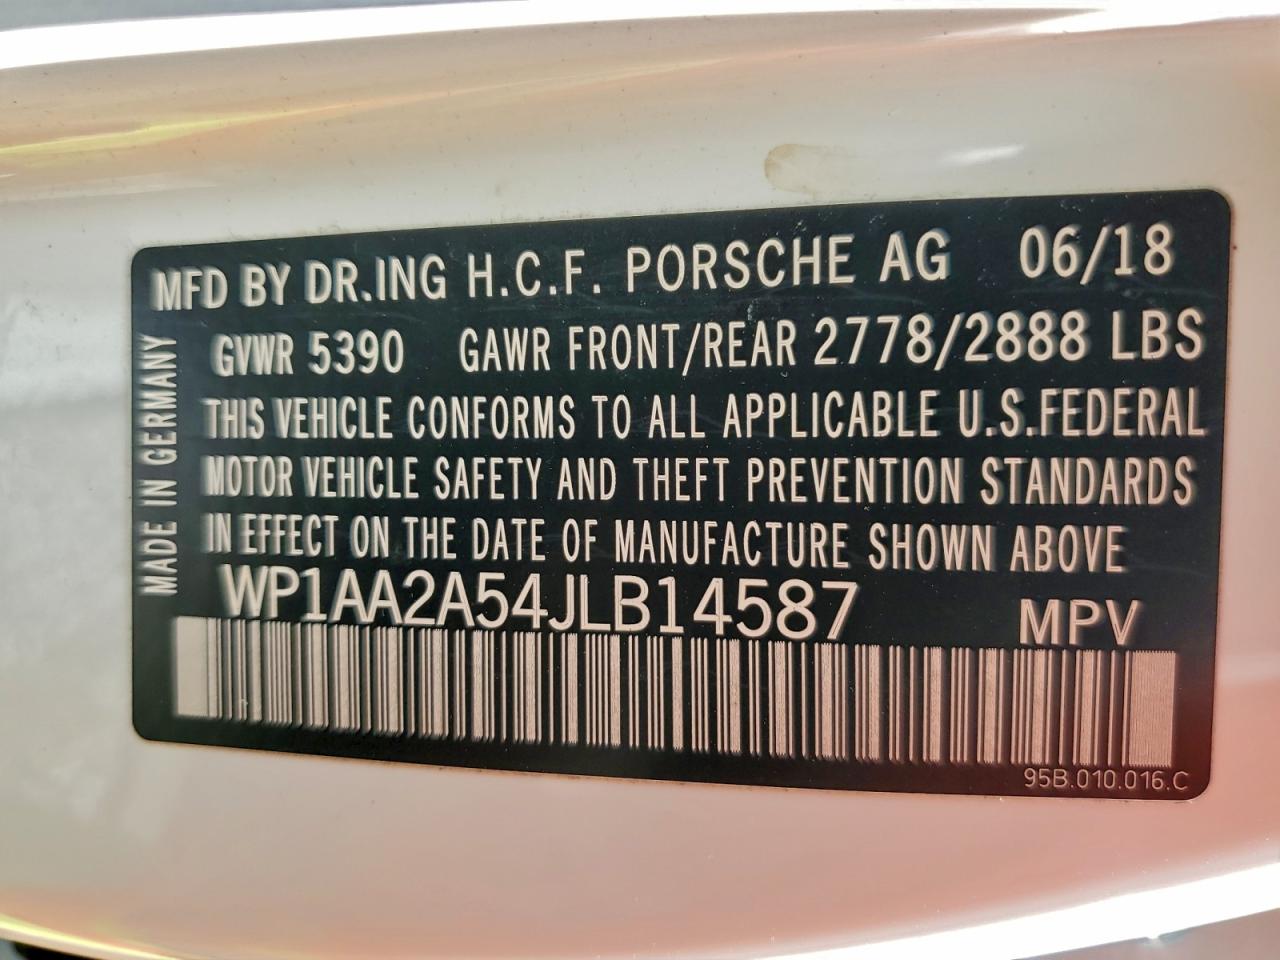 MFD BY DR.ING H.C.F. PORSCHE AG 06/18
GVWR 5390 GAWR FRONT/REAR 2778/2888 LBS
THIS VEHICLE CONFORMS TO ALL APPLICABLE U.S.FEDERAL
MOTOR VEHICLE SAFETY AND THEFT PREVENTION STANDARDS
IN EFFECT ON THE DATE OF MANUFACTURE SHOWN ABOVE
WP1AA2A54JLB14587 MPV
95B.010.016.C
MADE IN GERMANY